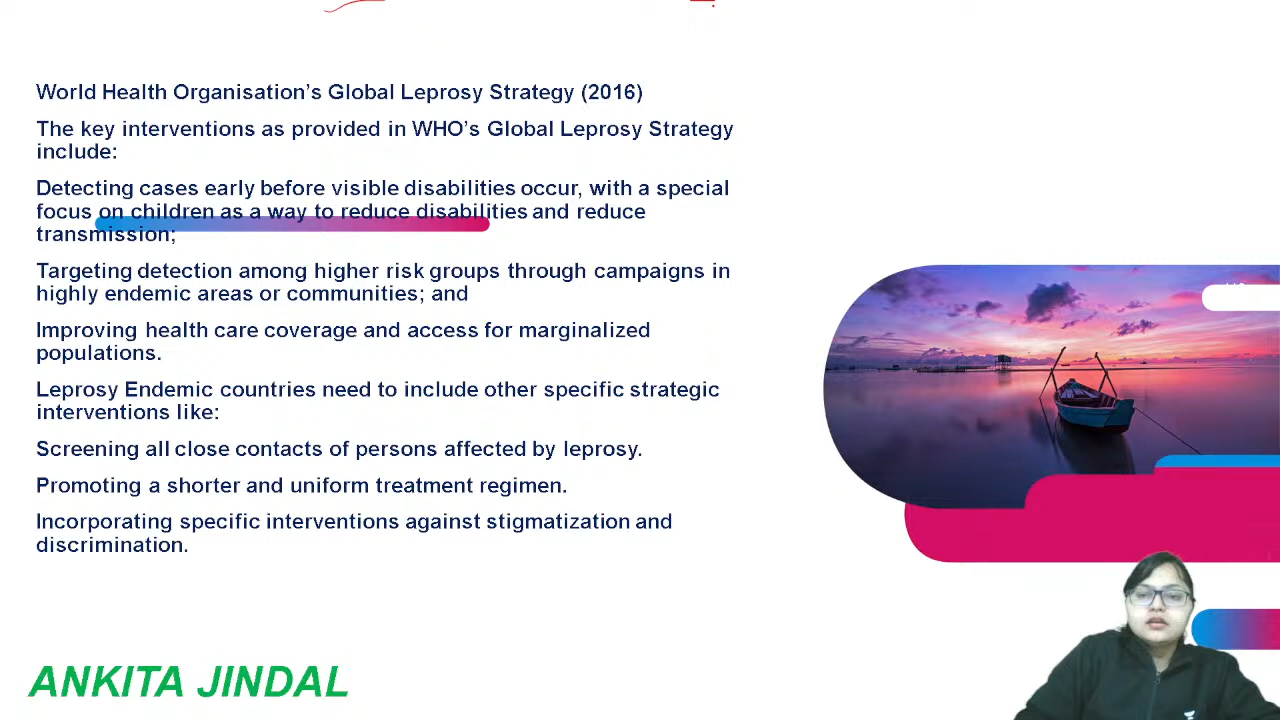 World Health Organisation’s Global Leprosy Strategy (2016)
The key interventions as provided in WHO’s Global Leprosy Strategy
include:
Detecting cases early before visible disabilities occur, with a special
focus on children as a way to reduce disabilities and reduce
transmission;
Targeting detection among higher risk groups through campaigns in
highly endemic areas or communities; and
Improving health care coverage and access for marginalized
populations.
Leprosy Endemic countries need to include other specific strategic
interventions like:
Screening all close contacts of persons affected by leprosy.
Promoting a shorter and uniform treatment regimen.
Incorporating specific interventions against stigmatization and
discrimination.
ANKITA JINDAL